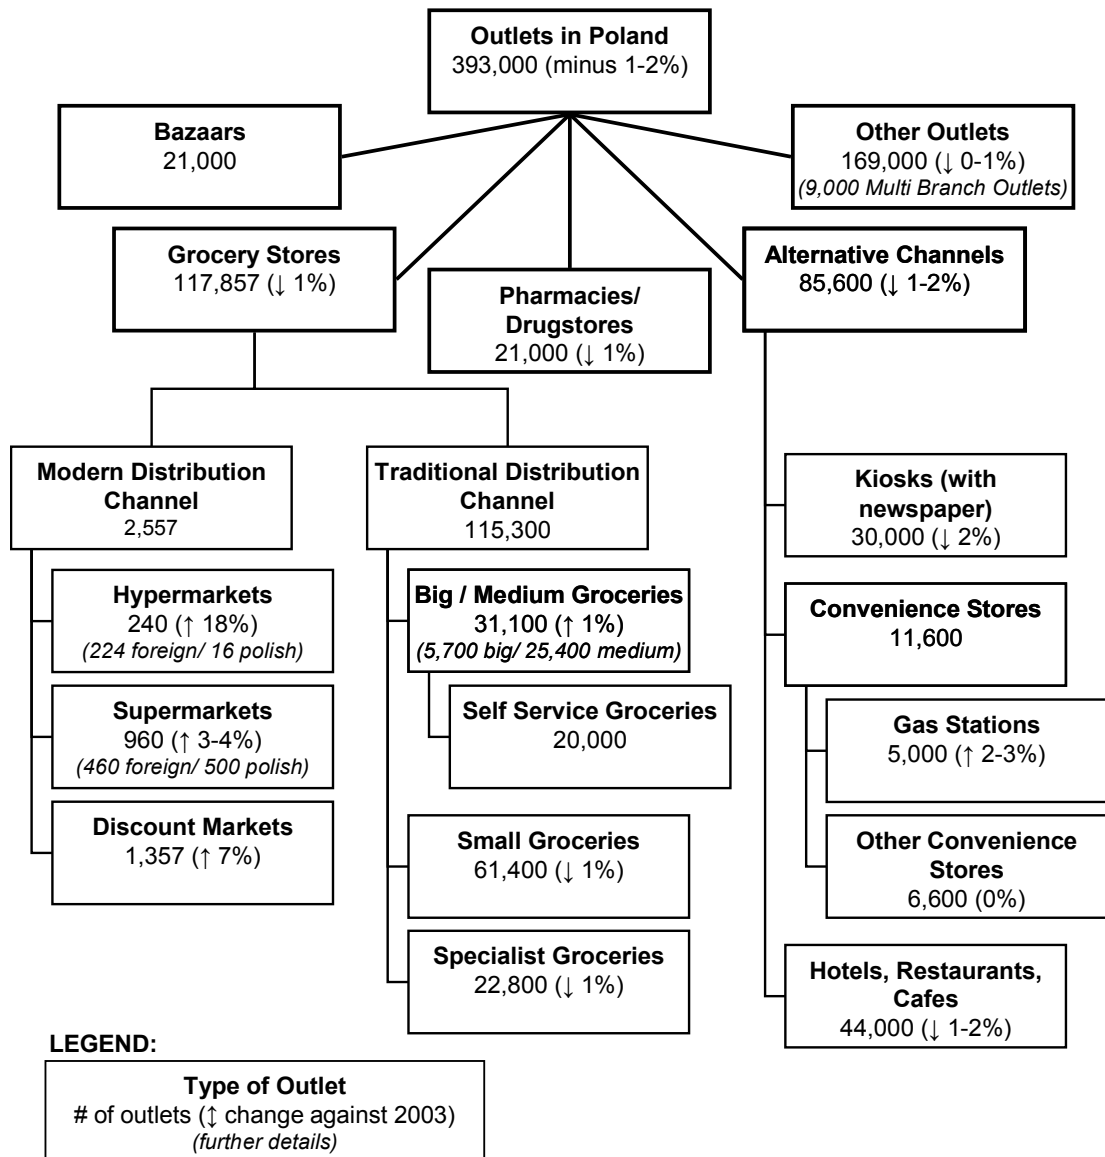 Outlets in Poland
393,000 (minus 1-2%)
Bazaars
21,000
Other Outlets
169,000 (↓ 0-1%)
(9,000 Multi Branch Outlets)
Grocery Stores
117,857 (↓ 1%)
Pharmacies/
Drugstores
21,000 (↓ 1%)
Alternative Channels
85,600 (↓ 1-2%)
Modern Distribution
Channel
2,557
Hypermarkets
240 (↑ 18%)
(224 foreign/ 16 polish)
Supermarkets
960 (↑ 3-4%)
(460 foreign/ 500 polish)
Discount Markets
1,357 (↑ 7%)
Traditional Distribution
Channel
115,300
Big / Medium Groceries
31,100 (↑ 1%)
(5,700 big/ 25,400 medium)
Self Service Groceries
20,000
Small Groceries
61,400 (↓ 1%)
Specialist Groceries
22,800 (↓ 1%)
Kiosks (with
newspaper)
30,000 (↓ 2%)
Convenience Stores
11,600
Gas Stations
5,000 (↑ 2-3%)
Other Convenience
Stores
6,600 (0%)
Hotels, Restaurants,
Cafes
44,000 (↓ 1-2%)
LEGEND:
Type of Outlet
# of outlets (↕ change against 2003)
(further details)